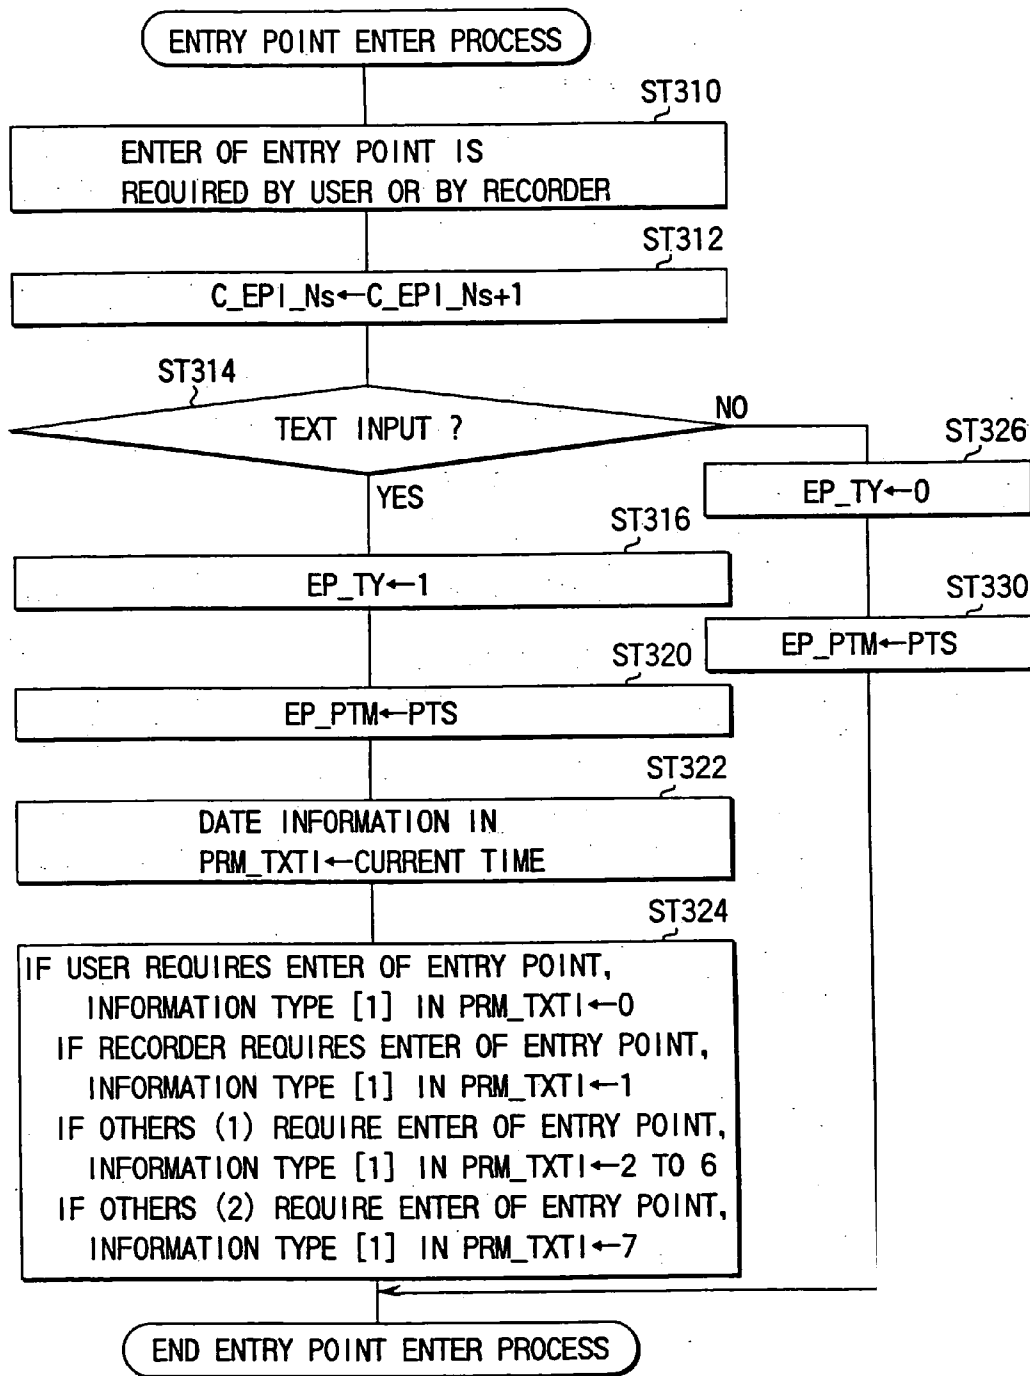 ENTRY POINT ENTER PROCESS
ST310
ENTER OF ENTRY POINT IS
REQUIRED BY USER OR BY RECORDER
ST312
C_EPI_Ns←C_EPI_Ns+1
ST314
TEXT INPUT ?
NO
YES
ST326
EP_TY←0
ST316
EP_TY←1
ST330
EP_PTM←PTS
ST320
EP_PTM←PTS
ST322
DATE INFORMATION IN
PRM_TXTI←CURRENT TIME
ST324
IF USER REQUIRES ENTER OF ENTRY POINT,
INFORMATION TYPE [1] IN PRM_TXTI←0
IF RECORDER REQUIRES ENTER OF ENTRY POINT,
INFORMATION TYPE [1] IN PRM_TXTI←1
IF OTHERS (1) REQUIRE ENTER OF ENTRY POINT,
INFORMATION TYPE [1] IN PRM_TXTI←2 TO 6
IF OTHERS (2) REQUIRE ENTER OF ENTRY POINT,
INFORMATION TYPE [1] IN PRM_TXTI←7
END ENTRY POINT ENTER PROCESS